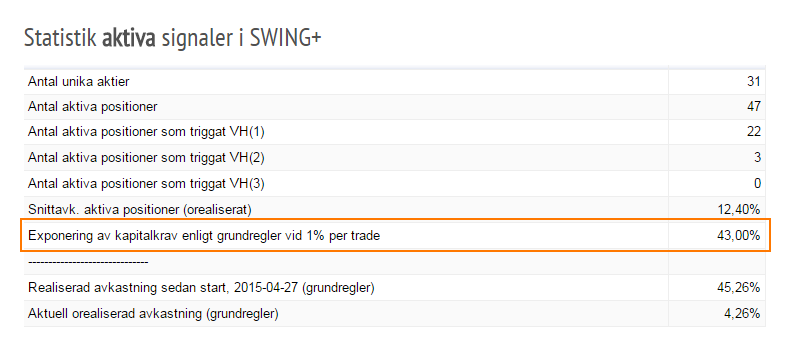 Statistik aktiva signaler i SWING+
Antal unika aktier 31
Antal aktiva positioner 47
Antal aktiva positioner som triggat VH(1) 22
Antal aktiva positioner som triggat VH(2) 3
Antal aktiva positioner som triggat VH(3) 0
Snittavk. aktiva positioner (orealiserat) 12,40%
Exponering av kapitalkrav enligt grundregler vid 1% per trade 43,00%
------------------------------
Realiserad avkastning sedan start, 2015-04-27 (grundregler) 45,26%
Aktuell orealiserad avkastning (grundregler) 4,26%